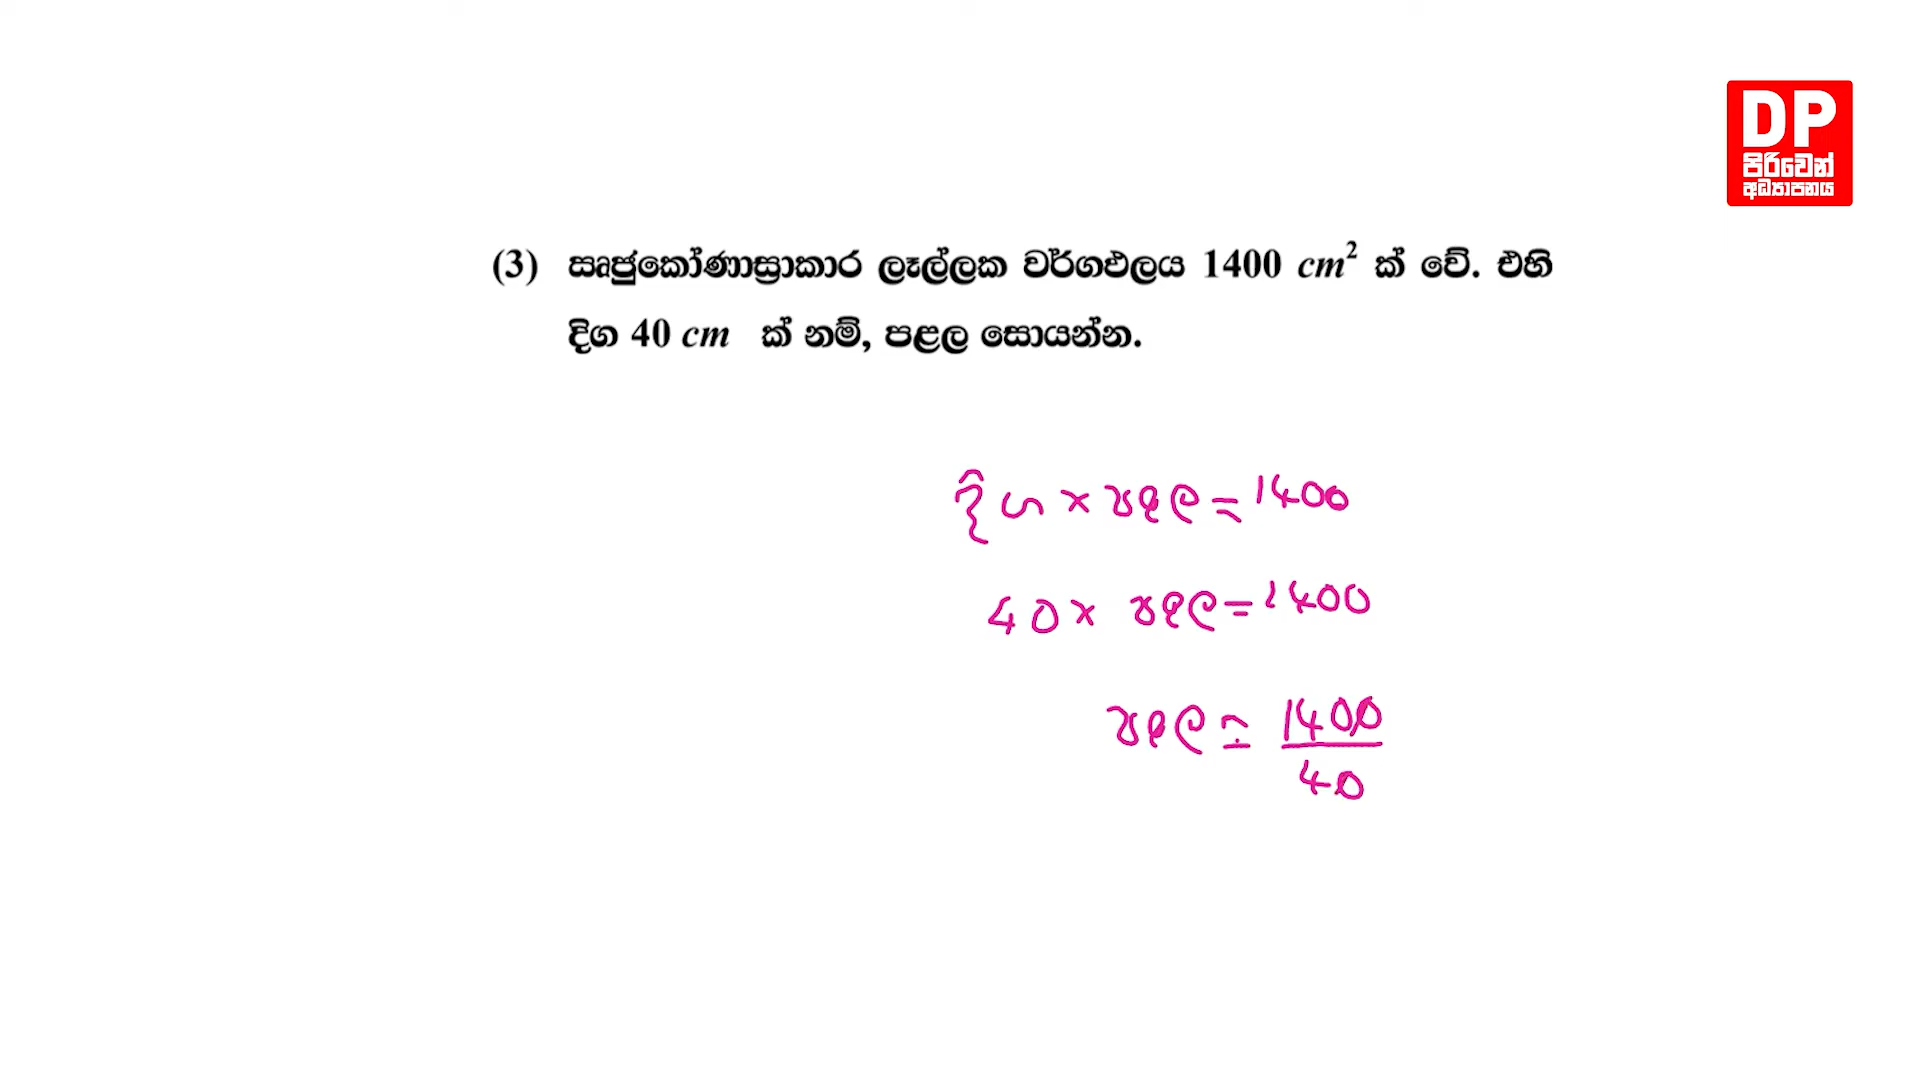 DP
පිරිවෙන්
අධ්‍යාපනය
(3) ඍජුකෝණාස්‍රාකාර ලෑල්ලක වර්ගඵලය 1400 cm² ක් වේ. එහි
දිග 40 cm ක් නම්, පළල සොයන්න.
දිග × පළල = 1400
40 × පළල = 1400
පළල = 1400
40